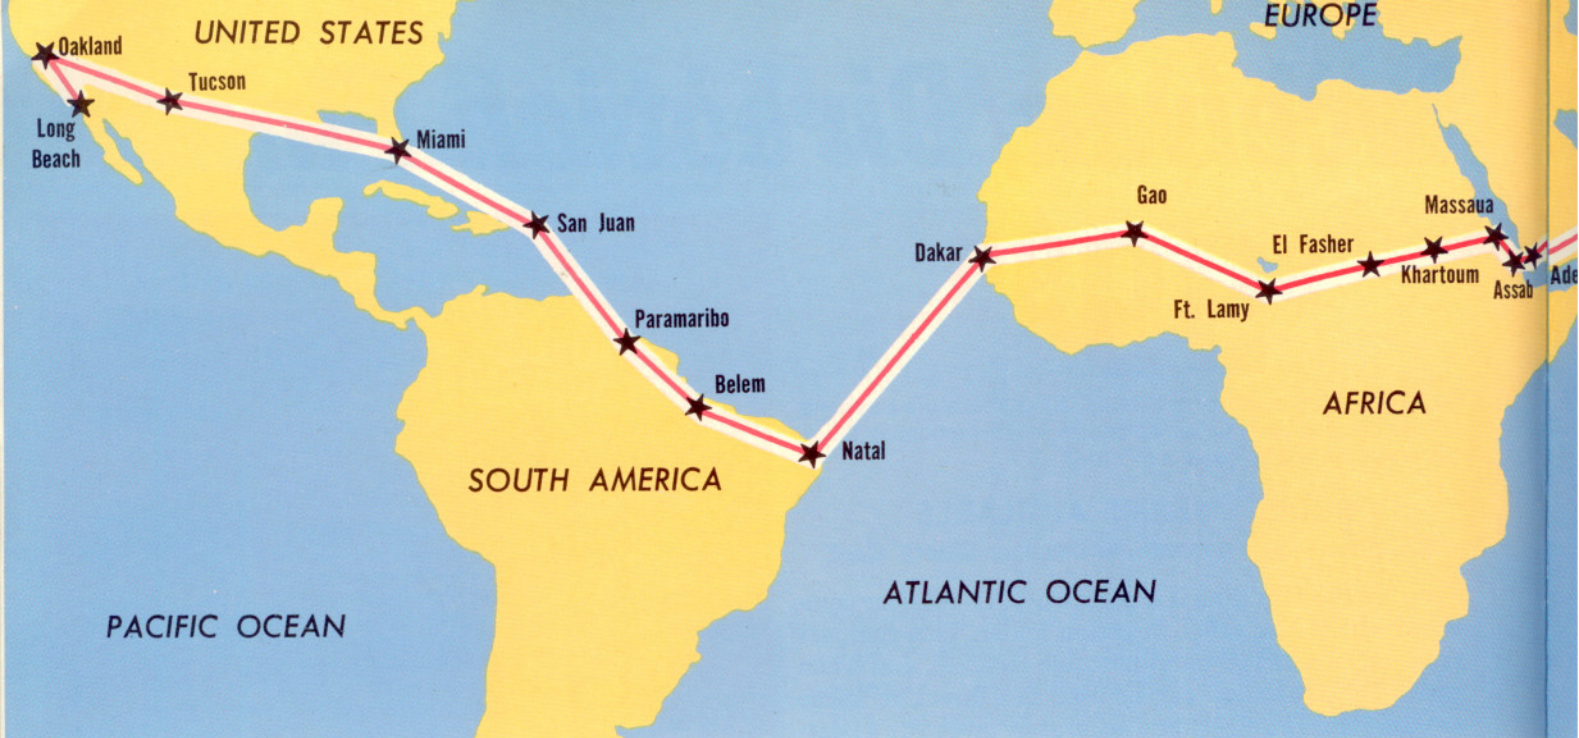 EUROPE
UNITED STATES
Oakland
Tucson
Long
Beach
Miami
San Juan
Gao
Massaua
Dakar
El Fasher
Khartoum
Assab
Ft. Lamy
Paramaribo
Belem
AFRICA
Natal
SOUTH AMERICA
ATLANTIC OCEAN
PACIFIC OCEAN